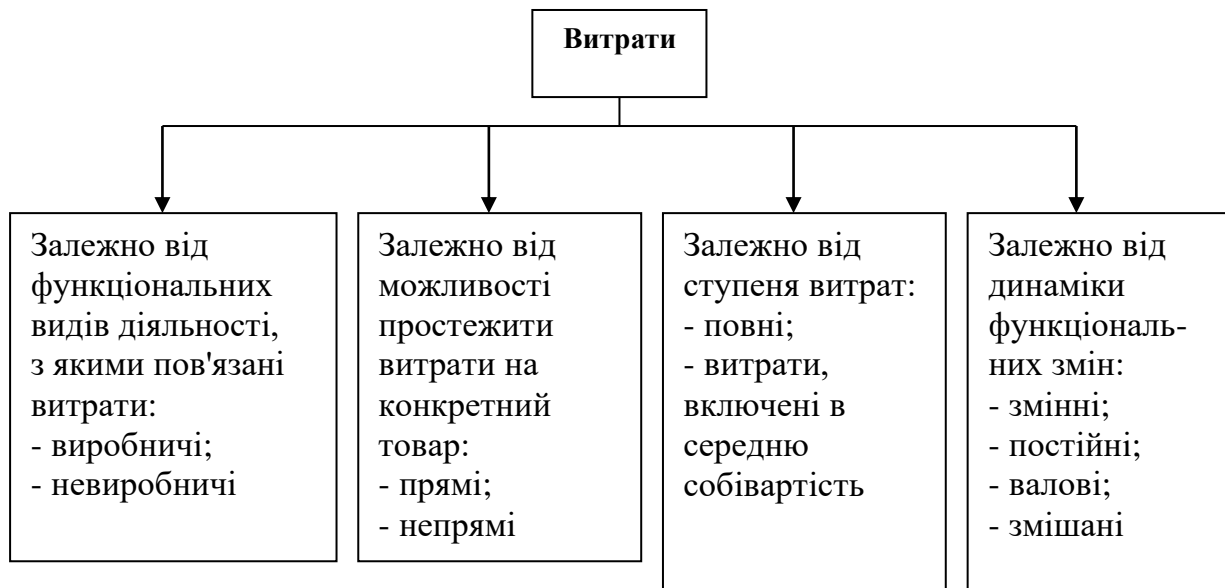 Витрати
Залежно від
функціональних
видів діяльності,
з якими пов'язані
витрати:
- виробничі;
- невиробничі
Залежно від
можливості
простежити
витрати на
конкретний
товар:
- прямі;
- непрямі
Залежно від
ступеня витрат:
- повні;
- витрати,
включені в
середню
собівартість
Залежно від
динаміки
функціональ-
них змін:
- змінні;
- постійні;
- валові;
- змішані